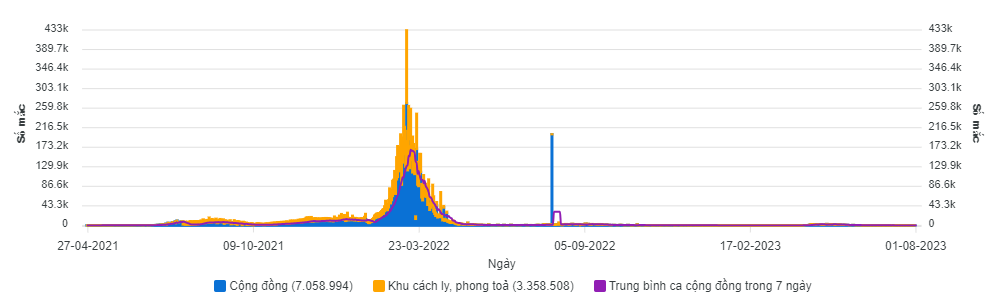 433k 433k
389.7k 389.7k
346.4k 346.4k
303.1k 303.1k
259.8k 259.8k
216.5k 216.5k
173.2k 173.2k
129.9k 129.9k
86.6k 86.6k
43.3k 43.3k
0 0
Số mắc
Số mắc
27-04-2021 09-10-2021 23-03-2022 05-09-2022 17-02-2023 01-08-2023
Ngày
Cộng đồng (7.058.994) Khu cách ly, phong toả (3.358.508) Trung bình ca cộng đồng trong 7 ngày